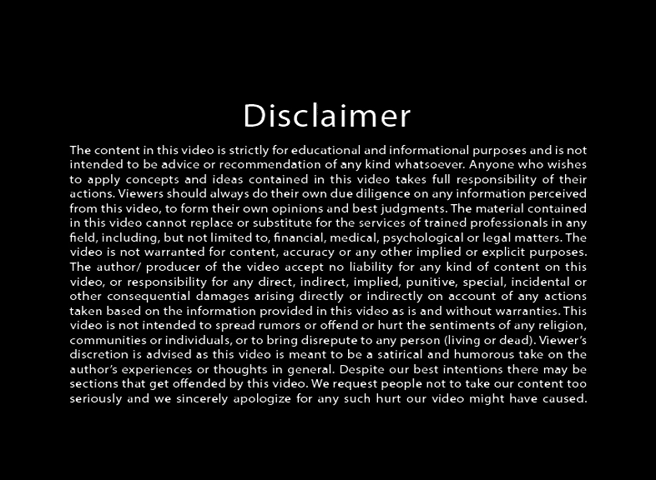 Disclaimer
The content in this video is strictly for educational and informational purposes and is not
intended to be advice or recommendation of any kind whatsoever. Anyone who wishes
to apply concepts and ideas contained in this video takes full responsibility of their
actions. Viewers should always do their own due diligence on any information perceived
from this video, to form their own opinions and best judgments. The material contained
in this video cannot replace or substitute for the services of trained professionals in any
field, including, but not limited to, financial, medical, psychological or legal matters. The
video is not warranted for content, accuracy or any other implied or explicit purposes.
The author/ producer of the video accept no liability for any kind of content on this
video, or responsibility for any direct, indirect, implied, punitive, special, incidental or
other consequential damages arising directly or indirectly on account of any actions
taken based on the information provided in this video as is and without warranties. This
video is not intended to spread rumors or offend or hurt the sentiments of any religion,
communities or individuals, or to bring disrepute to any person (living or dead). Viewer's
discretion is advised as this video is meant to be a satirical and humorous take on the
author's experiences or thoughts in general. Despite our best intentions there may be
sections that get offended by this video. We request people not to take our content too
seriously and we sincerely apologize for any such hurt our video might have caused.